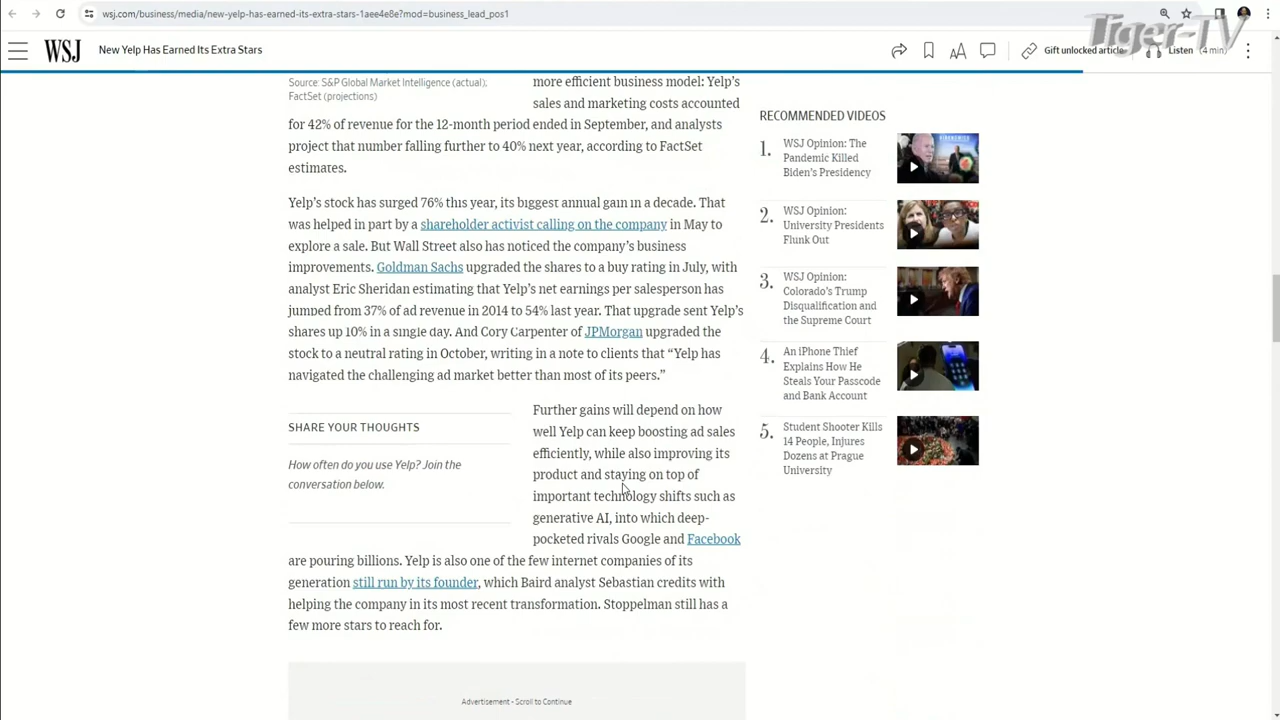 wsj.com/business/media/new-yelp-has-earned-its-extra-stars-1aee4e8e?mod=business_lead_pos1
Tiger-TV
WSJ
New Yelp Has Earned Its Extra Stars
AA
Gift unlocked article
Listen (4 min)
Source: S&P Global Market Intelligence (actual);
FactSet (projections)
more efficient business model: Yelp's
sales and marketing costs accounted
for 42% of revenue for the 12-month period ended in September, and analysts
project that number falling further to 40% next year, according to FactSet
estimates.
Yelp's stock has surged 76% this year, its biggest annual gain in a decade. That
was helped in part by a shareholder activist calling on the company in May to
explore a sale. But Wall Street also has noticed the company's business
improvements. Goldman Sachs upgraded the shares to a buy rating in July, with
analyst Eric Sheridan estimating that Yelp's net earnings per salesperson has
jumped from 37% of ad revenue in 2014 to 54% last year. That upgrade sent Yelp's
shares up 10% in a single day. And Cory Carpenter of JPMorgan upgraded the
stock to a neutral rating in October, writing in a note to clients that “Yelp has
navigated the challenging ad market better than most of its peers.”
SHARE YOUR THOUGHTS
How often do you use Yelp? Join the
conversation below.
Further gains will depend on how
well Yelp can keep boosting ad sales
efficiently, while also improving its
product and staying on top of
important technology shifts such as
generative AI, into which deep-
pocketed rivals Google and Facebook
are pouring billions. Yelp is also one of the few internet companies of its
generation still run by its founder, which Baird analyst Sebastian credits with
helping the company in its most recent transformation. Stoppelman still has a
few more stars to reach for.
Advertisement - Scroll to Continue
RECOMMENDED VIDEOS
1. WSJ Opinion: The
Pandemic Killed
Biden's Presidency
2. WSJ Opinion:
University Presidents
Flunk Out
3. WSJ Opinion:
Colorado's Trump
Disqualification and
the Supreme Court
4. An iPhone Thief
Explains How He
Steals Your Passcode
and Bank Account
5. Student Shooter Kills
14 People, Injures
Dozens at Prague
University